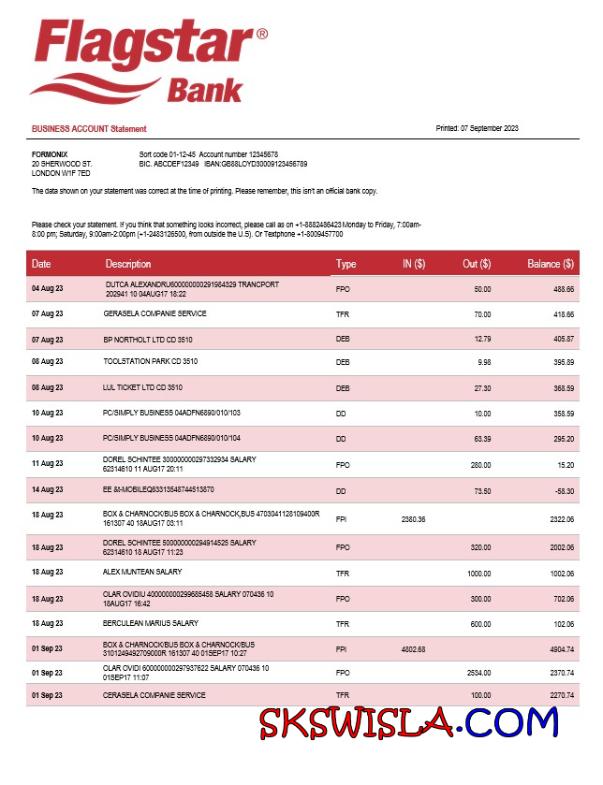 Flagstar®
Bank
BUSINESS ACCOUNT Statement Printed: 07 September 2023
FORMONIX Sort code 01-12-45 Account number 12345678
20 SHERWOOD ST. BIC. ABCDEF12349 IBAN:GB88LOYD30009123456789
LONDON W1F 7ED
The data shown on your statement was correct at the time of printing. Please remember, this isn't an official bank copy.
Please check your statement. If you think that something looks incorrect, please call as on +1-8882486423 Monday to Friday, 7:00am-
8:00 pm; Saturday, 9:00am-2:00pm (+1-2483126500, from outside the U.S). Or Textphone +1-8009457700
Date Description Type IN ($) Out ($) Balance ($)
04 Aug 23 DUTCA ALEXANDRU600000000291984329 TRANCPORT FPO 50.00 488.66
202941 10 04AUG17 18:22
07 Aug 23 GERASELA COMPANIE SERVICE TFR 70.00 418.66
07 Aug 23 BP NORTHOLT LTD CD 3510 DEB 12.79 405.87
08 Aug 23 TOOLSTATION PARK CD 3510 DEB 9.98 395.89
08 Aug 23 LUL TICKET LTD CD 3510 DEB 27.30 368.59
10 Aug 23 PC/SIMPLY BUSINESS 04ADFN6890/010/103 DD 10.00 358.59
10 Aug 23 PC/SIMPLY BUSINESS 04ADFN6890/010/104 DD 63.39 295.20
11 Aug 23 DOREL SCHINTEE 300000000297332934 SALARY FPO 280.00 15.20
62314610 11 AUG17 20:11
14 Aug 23 EE &t-MOBILEQ63313548744513870 DD 73.50 -58.30
18 Aug 23 BOX & CHARNOCK/BUS BOX & CHARNOCK,BUS 4703041128109400R FPI 2380.36 2322.06
161307 40 18AUG17 03:11
18 Aug 23 DOREL SCHINTEE 500000000294914525 SALARY FPO 320.00 2002.06
62314610 18 AUG17 11:23
18 Aug 23 ALEX MUNTEAN SALARY TFR 1000.00 1002.06
18 Aug 23 OLAR OVIDIU 400000000299685458 SALARY 070436 10 FPO 300.00 702.06
18AUG17 16:42
18 Aug 23 BERCULEAN MARIUS SALARY TFR 600.00 102.06
01 Sep 23 BOX & CHARNOCK/BUS BOX & CHARNOCK/BUS FPI 4802.68 4904.74
3101249492709000R 161307 40 01SEP17 10:27
01 Sep 23 OLAR OVIDI 600000000297937622 SALARY 070436 10 FPO 2534.00 2370.74
01SEP17 11:07
01 Sep 23 CERASELA COMPANIE SERVICE TFR 100.00 2270.74
SKSWISLA.COM